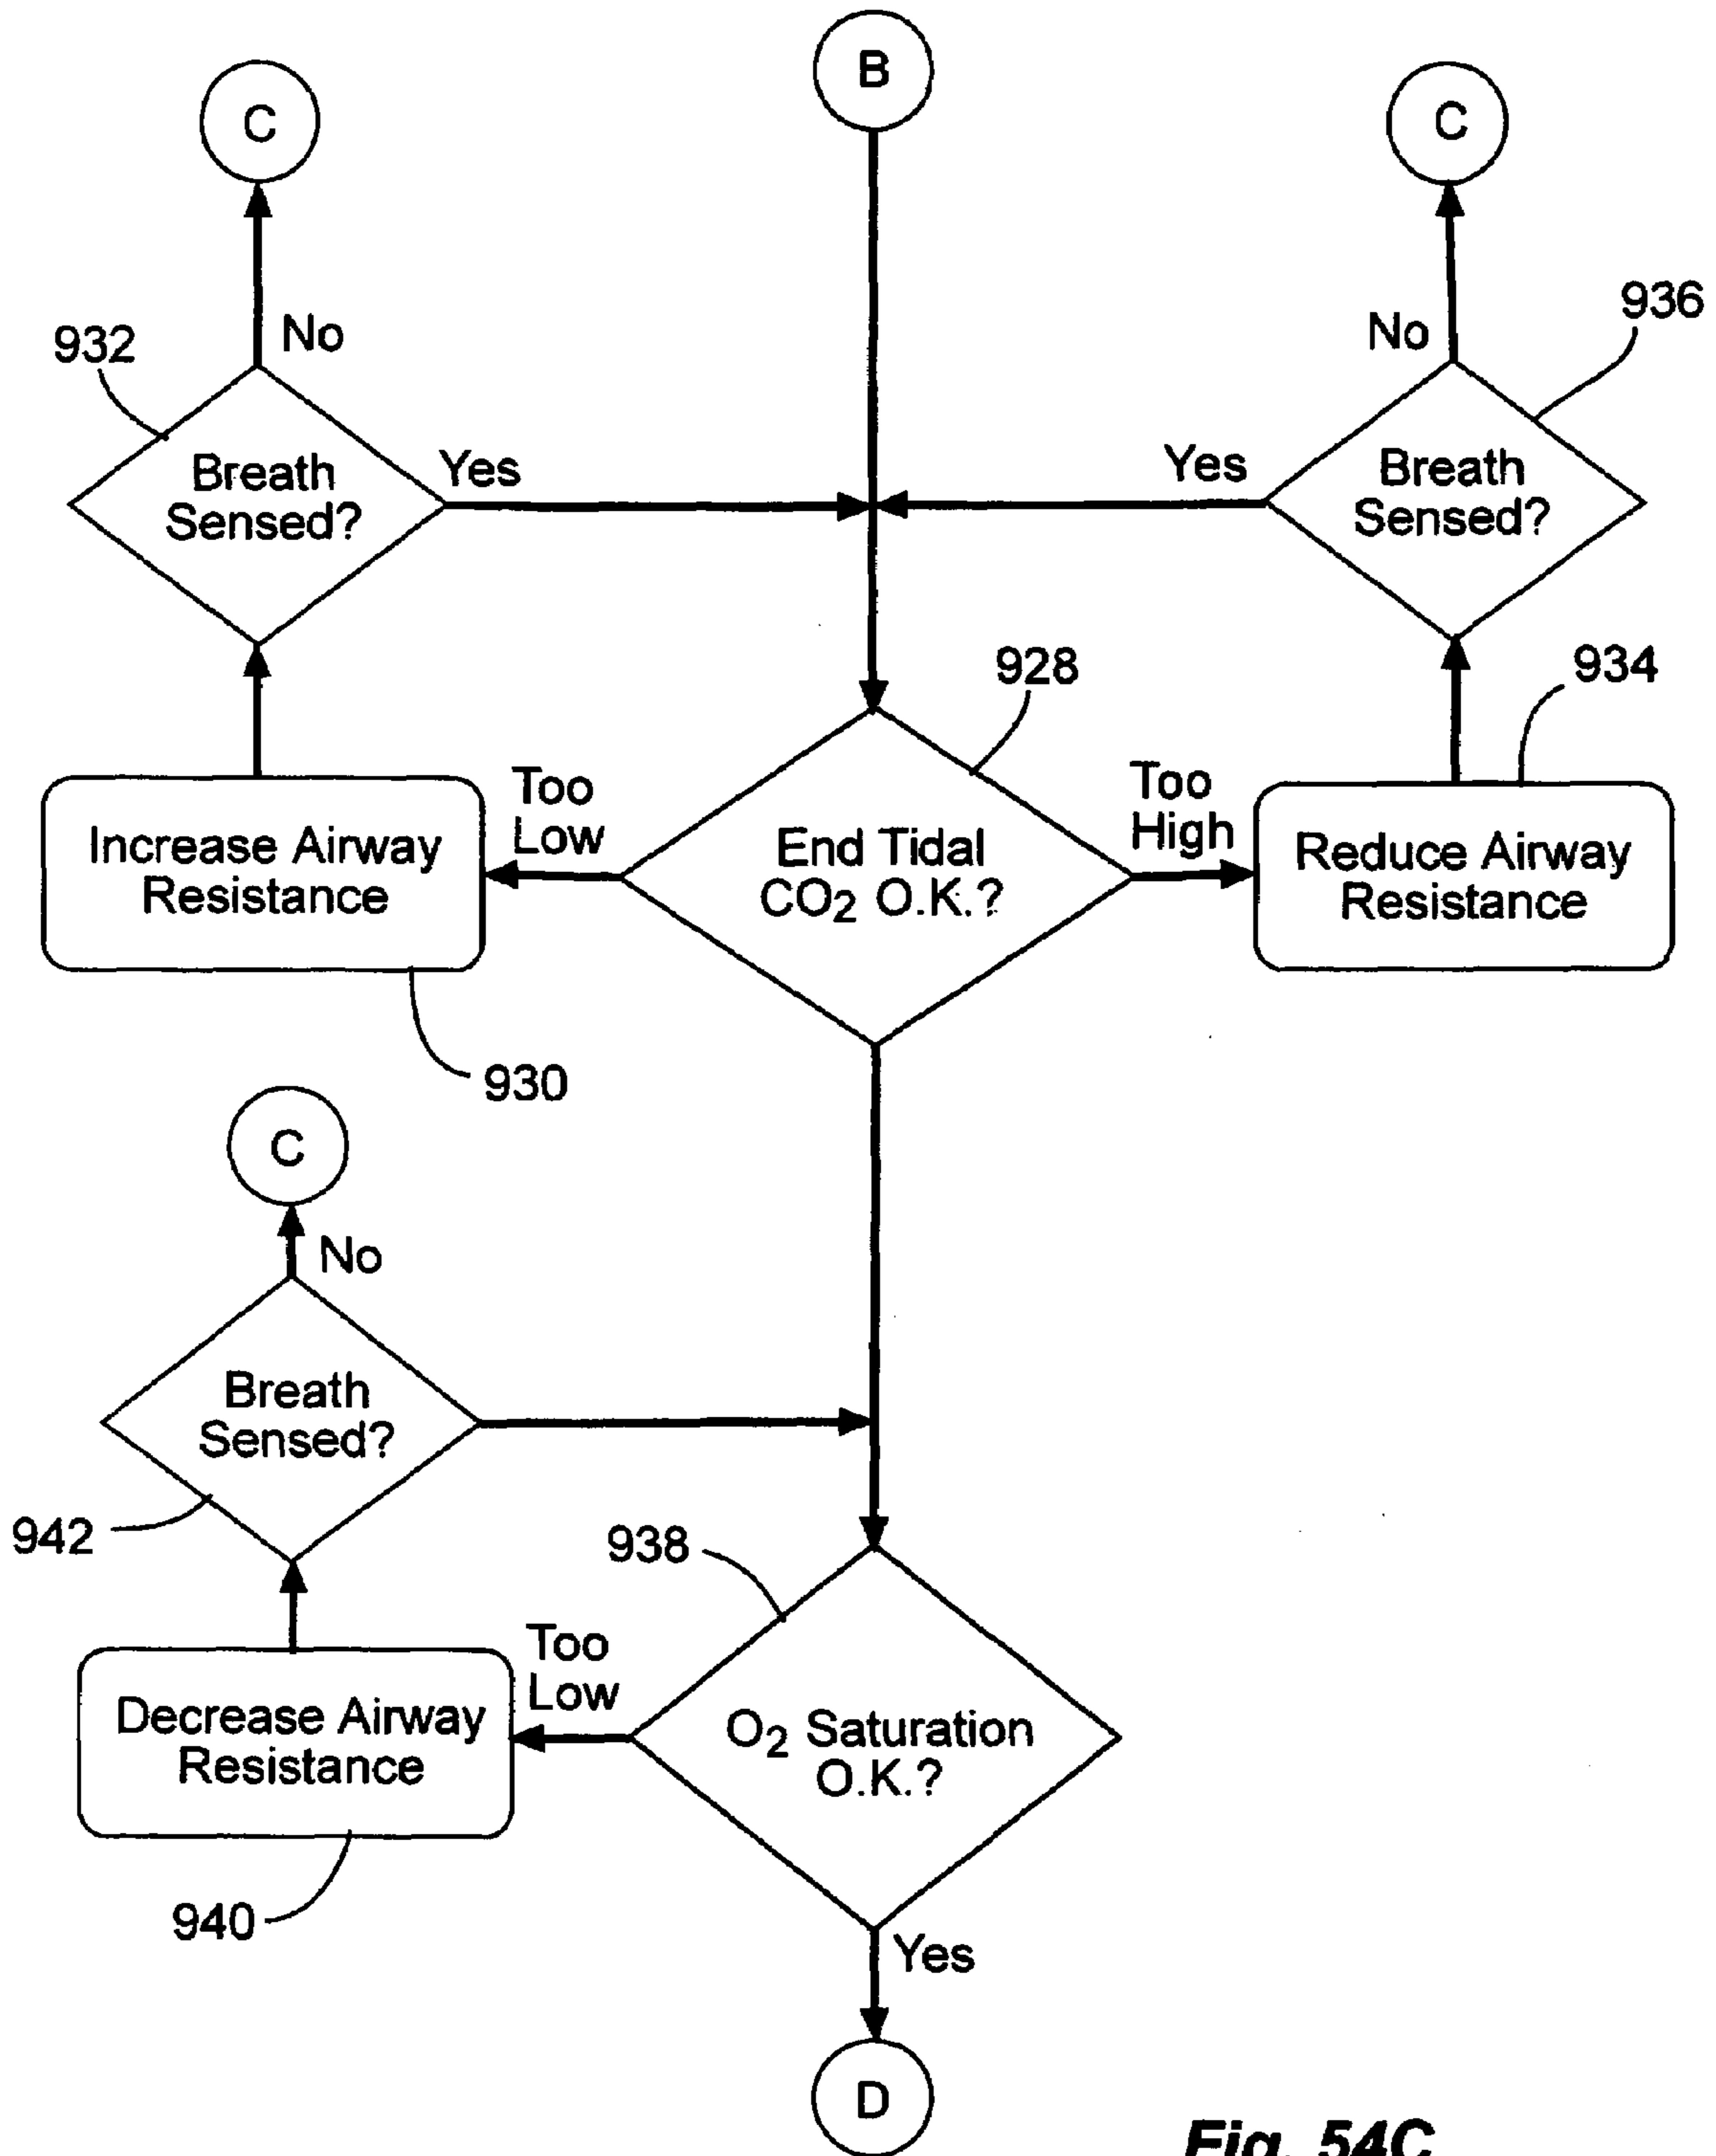 B
C
C
936
932
No
No
Breath
Sensed?
Yes
Yes
Breath
Sensed?
928
934
Increase Airway
Resistance
Too
Low
End Tidal
CO2 O.K.?
Too
High
Reduce Airway
Resistance
930
C
No
Breath
Sensed?
942
938
Decrease Airway
Resistance
Too
Low
O2 Saturation
O.K.?
940
Yes
D
Fig. 54C